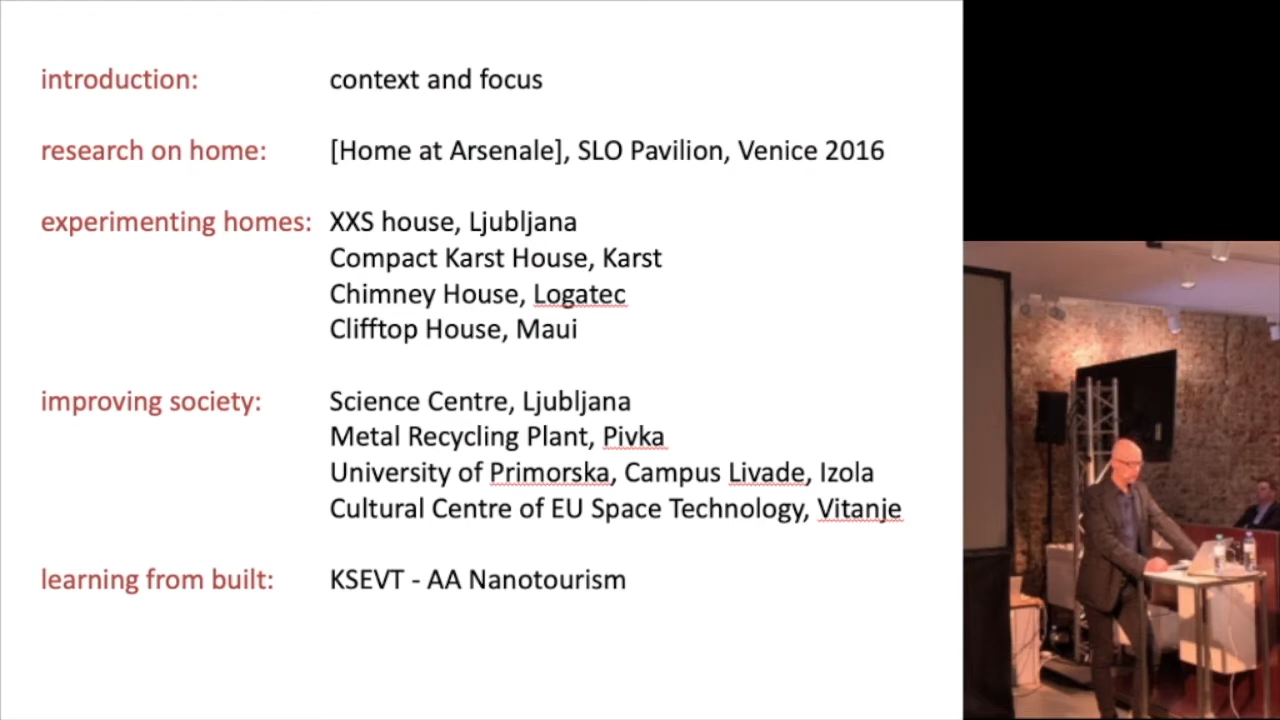 introduction: context and focus
research on home: [Home at Arsenale], SLO Pavilion, Venice 2016
experimenting homes: XXS house, Ljubljana
Compact Karst House, Karst
Chimney House, Logatec
Clifftop House, Maui
improving society: Science Centre, Ljubljana
Metal Recycling Plant, Pivka
University of Primorska, Campus Livade, Izola
Cultural Centre of EU Space Technology, Vitanje
learning from built: KSEVT - AA Nanotourism